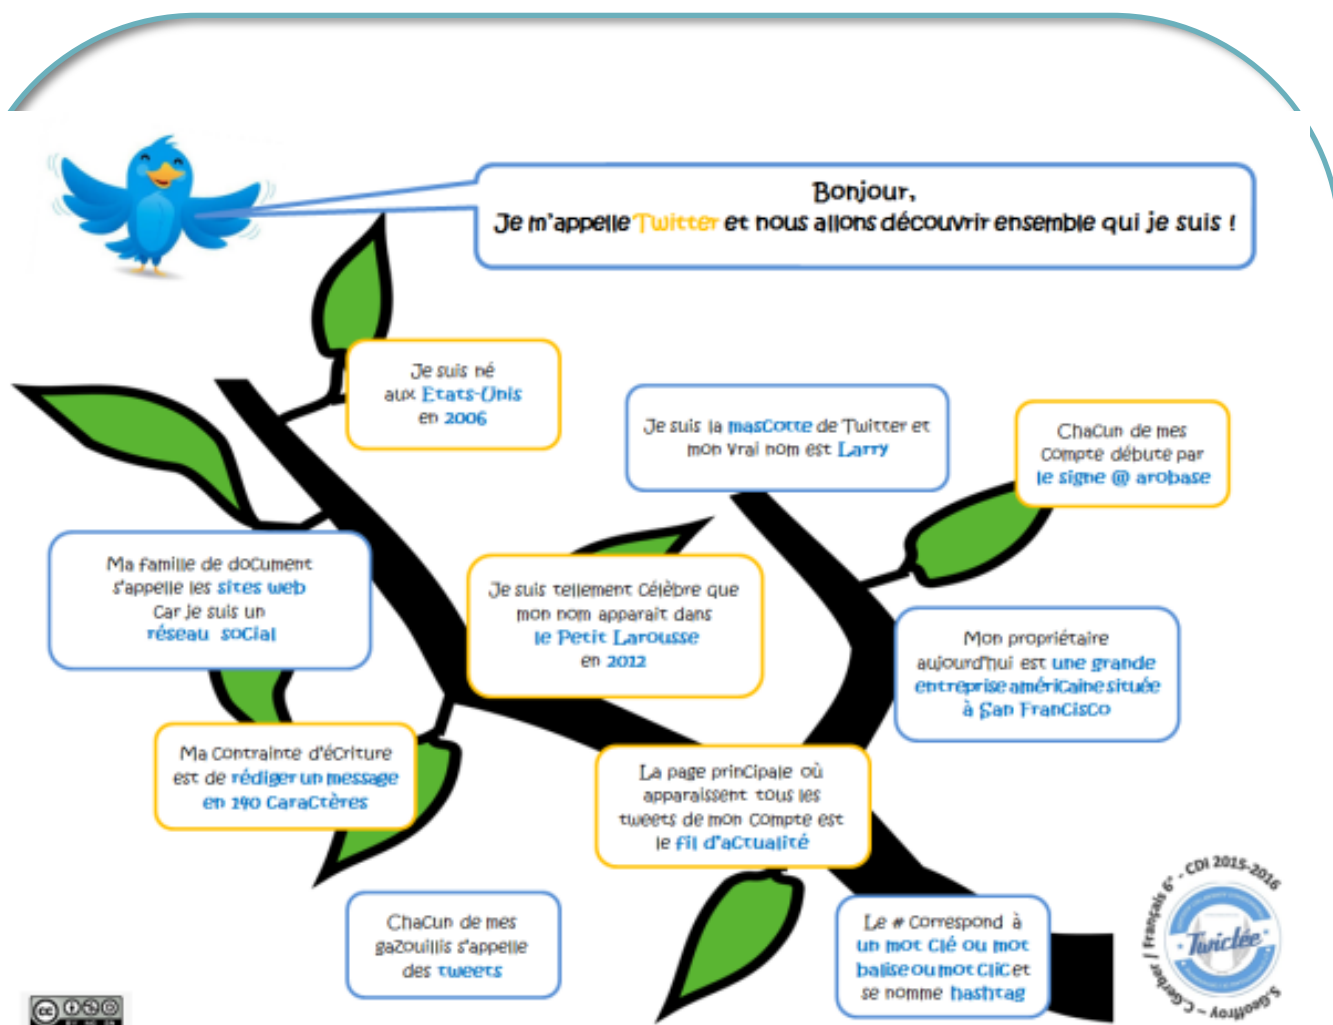 Bonjour,
Je m'appelle Twitter et nous allons découvrir ensemble qui je suis !
Je suis né
aux Etats-Unis
en 2006
Je suis la mascotte de Twitter et
mon vrai nom est Larry
Chacun de mes
compte débute par
le signe @ arobase
Ma famille de document
s'appelle les sites web
car je suis un
réseau social
Je suis tellement célèbre que
mon nom apparait dans
le Petit Larousse
en 2012
Mon propriétaire
aujourd'hui est une grande
entreprise américaine située
à San Francisco
Ma contrainte d'écriture
est de rédiger un message
en 140 caractères
La page principale où
apparaissent tous les
tweets de mon compte est
le fil d'actualité
Chacun de mes
gazouillis s'appelle
des tweets
Le # correspond à
un mot clé ou mot
balise ou mot clic et
se nomme hashtag
S.Geoffroy – C.Gerber / Français 6° - CDI 2015-2016
Twictée
cc